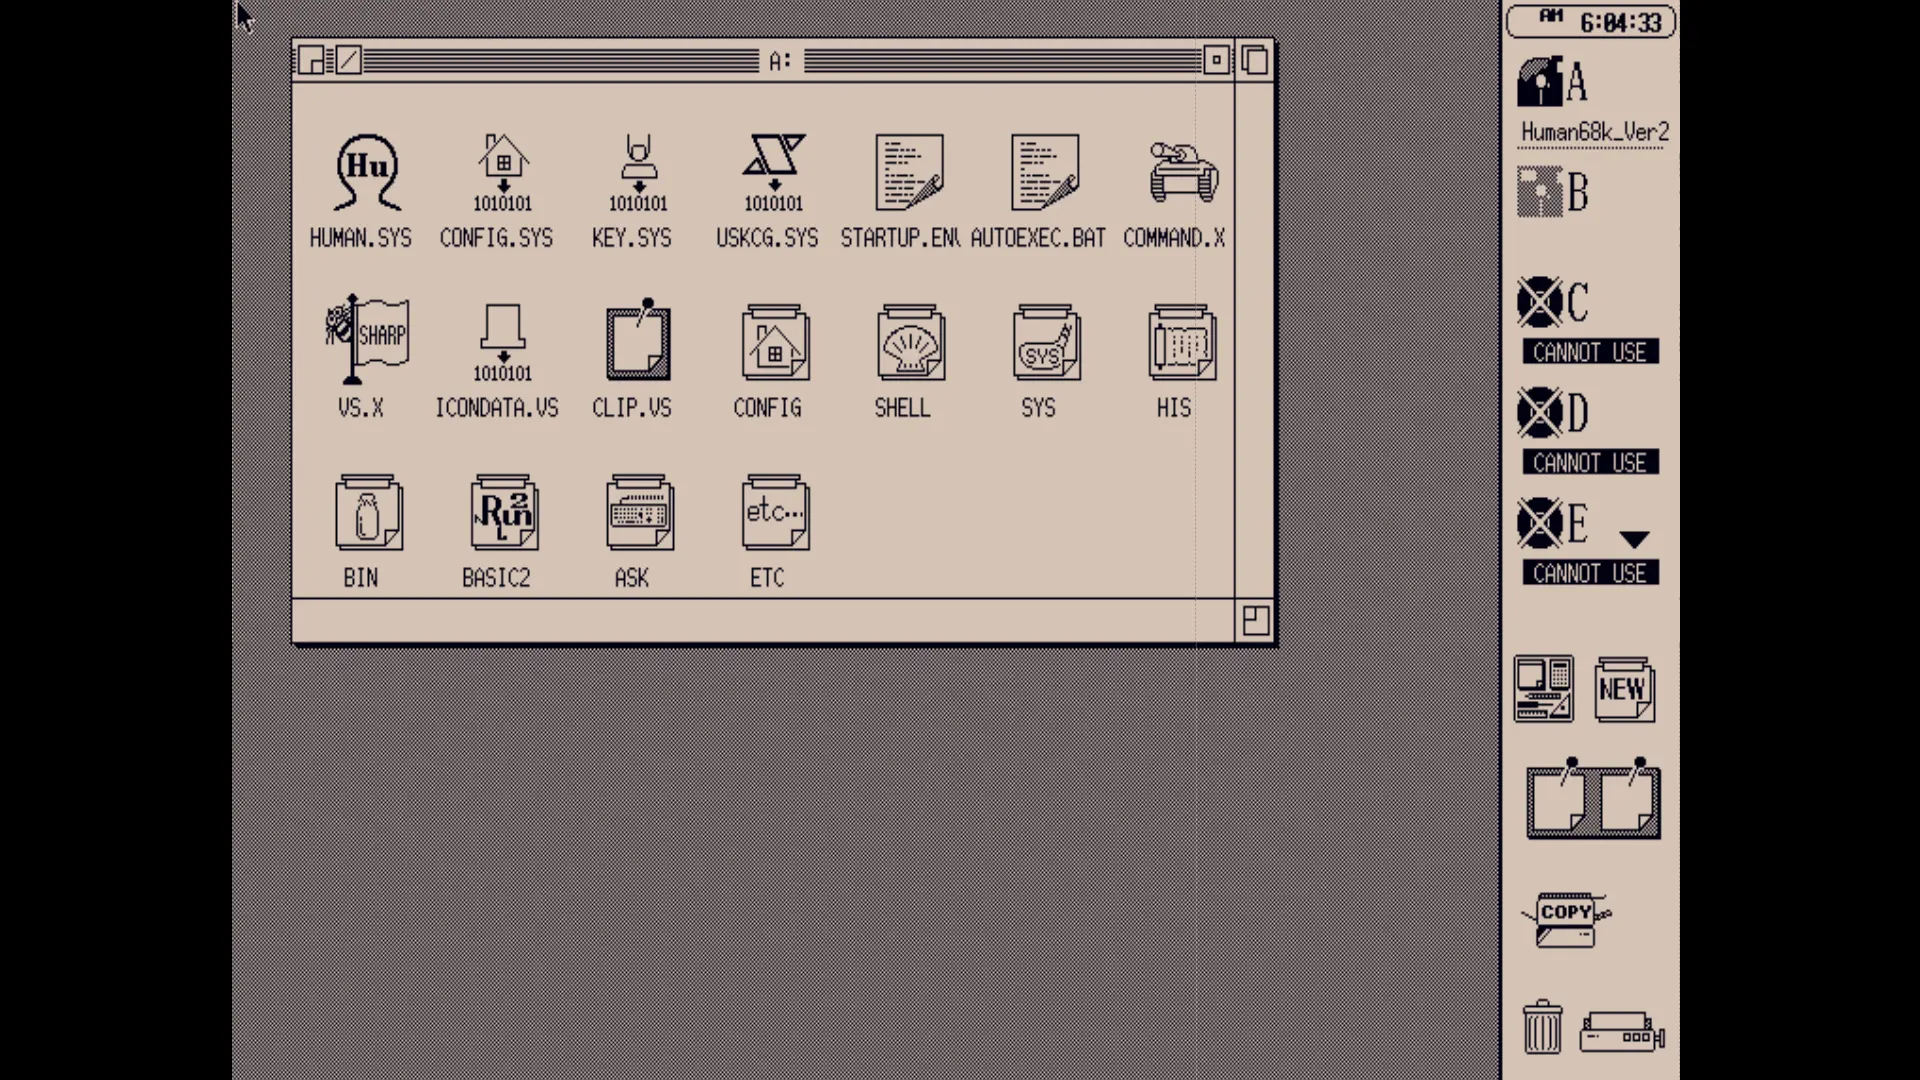 AM 6:04:33
A:
A
Human68k_Ver2
B
Hu
1010101
1010101
1010101
HUMAN.SYS
CONFIG.SYS
KEY.SYS
USKCG.SYS
STARTUP.EN
AUTOEXEC.BAT
COMMAND.X
C
CANNOT USE
SHARP
SYS
1010101
VS.X
ICONDATA.VS
CLIP.VS
CONFIG
SHELL
SYS
HIS
D
CANNOT USE
Run
2
etc...
BIN
BASIC2
ASK
ETC
E
CANNOT USE
NEW
COPY